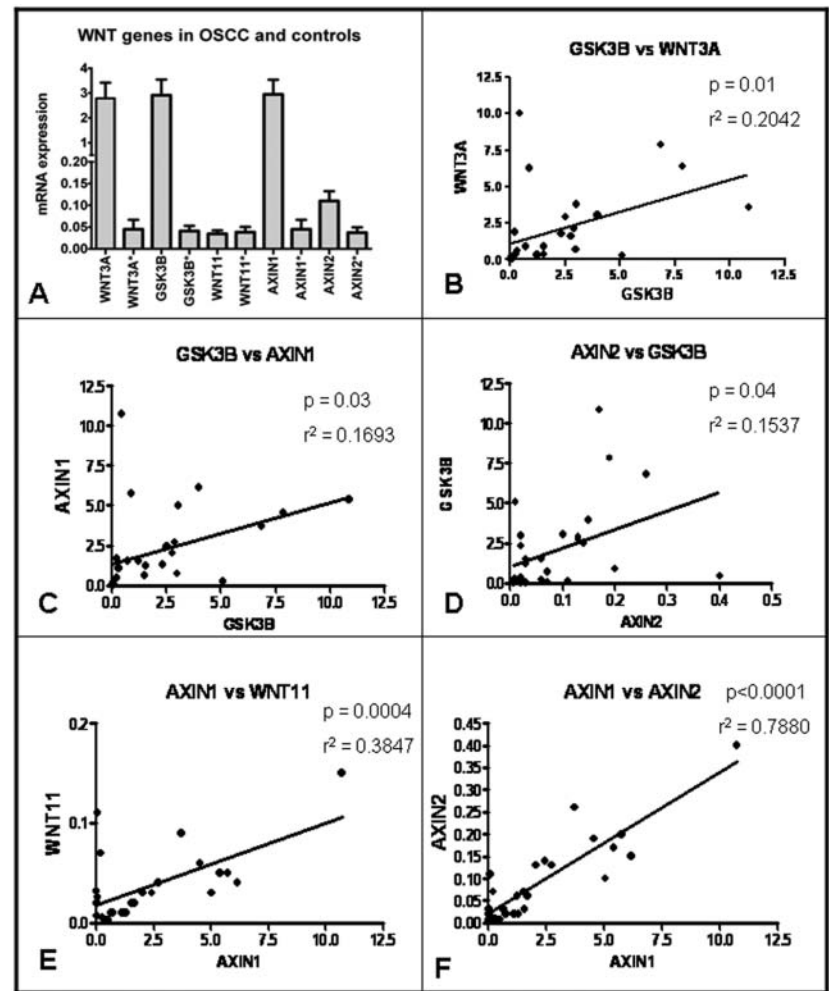 WNT genes in OSCC and controls
mRNA expression
4
3
2
1
0.20
0.15
0.10
0.05
0.00
WNT3A
WNT3A*
GSK3B
GSK3B*
WNT11
WNT11*
AXIN1
AXIN1*
AXIN2
AXIN2*
A
GSK3B vs WNT3A
p = 0.01
r² = 0.2042
WNT3A
12.5
10.0
7.5
5.0
2.5
0.0
0.0 2.5 5.0 7.5 10.0 12.5
GSK3B
B
GSK3B vs AXIN1
p = 0.03
r² = 0.1693
AXIN1
12.5
10.0
7.5
5.0
2.5
0.0
0.0 2.5 5.0 7.5 10.0 12.5
GSK3B
C
AXIN2 vs GSK3B
p = 0.04
r² = 0.1537
GSK3B
12.5
10.0
7.5
5.0
2.5
0.0
0.0 0.1 0.2 0.3 0.4 0.5
AXIN2
D
AXIN1 vs WNT11
p = 0.0004
r² = 0.3847
WNT11
0.2
0.1
0.0
0.0 2.5 5.0 7.5 10.0 12.5
AXIN1
E
AXIN1 vs AXIN2
p<0.0001
r² = 0.7880
AXIN2
0.45
0.40
0.35
0.30
0.25
0.20
0.15
0.10
0.05
0.00
0.0 2.5 5.0 7.5 10.0 12.5
AXIN1
F